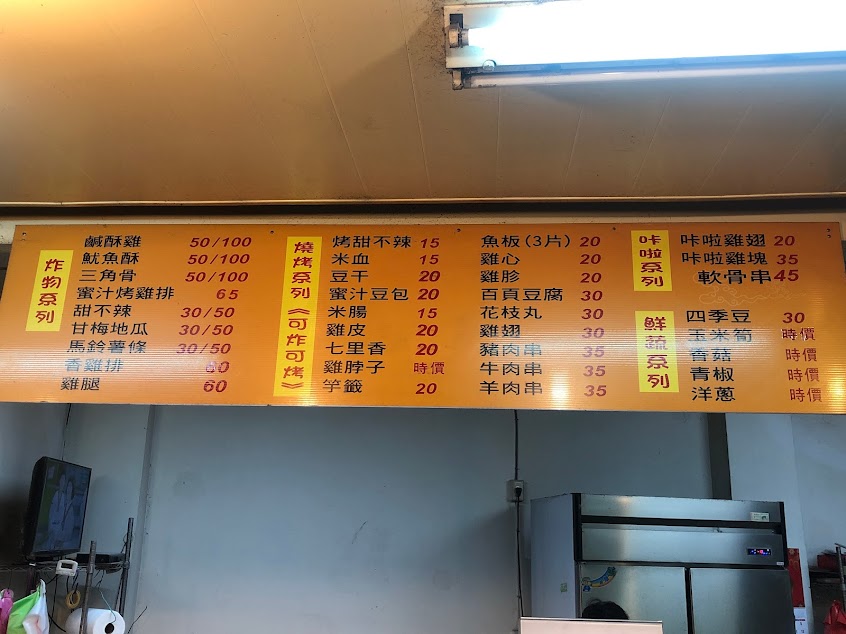 炸物系列
鹹酥雞 50/100
魷魚酥 50/100
三角骨 50/100
蜜汁烤雞排 65
甜不辣 30/50
甘梅地瓜 30/50
馬鈴薯條 30/50
香雞排
雞腿 60
燒烤系列《可炸可烤》
烤甜不辣 15
米血 15
豆干 20
蜜汁豆包 20
米腸 15
雞皮 20
七里香 20
雞脖子 時價
芋籤 20
魚板(3片) 20
雞心 20
雞胗 20
百頁豆腐 30
花枝丸 30
雞翅 30
豬肉串 35
牛肉串 35
羊肉串 35
咔啦系列
咔啦雞翅 20
咔啦雞塊 35
軟骨串 45
鮮蔬系列
四季豆 30
玉米筍 時價
香菇 時價
青椒 時價
洋蔥 時價